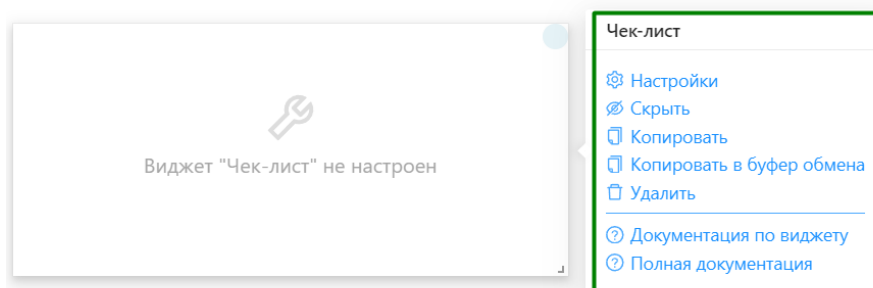 Виджет "Чек-лист" не настроен
Чек-лист
Настройки
Скрыть
Копировать
Копировать в буфер обмена
Удалить
Документация по виджету
Полная документация